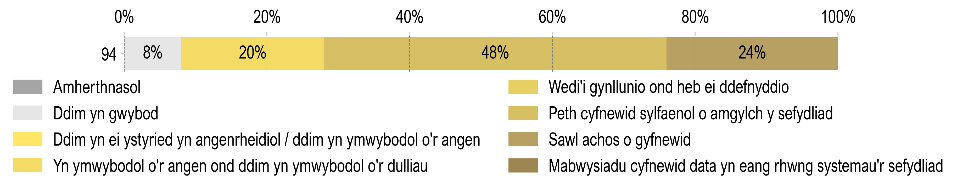 0% 20% 40% 60% 80% 100%
94 8% 20% 48% 24%
Amherthnasol
Ddim yn gwybod
Ddim yn ei ystyried yn angenrheidiol / ddim yn ymwybodol o'r angen
Yn ymwybodol o'r angen ond ddim yn ymwybodol o'r dulliau
Wedi'i gynllunio ond heb ei ddefnyddio
Peth cyfnewid sylfaenol o amgylch y sefydliad
Sawl achos o gyfnewid
Mabwysiadu cyfnewid data yn eang rhwng systemau'r sefydliad